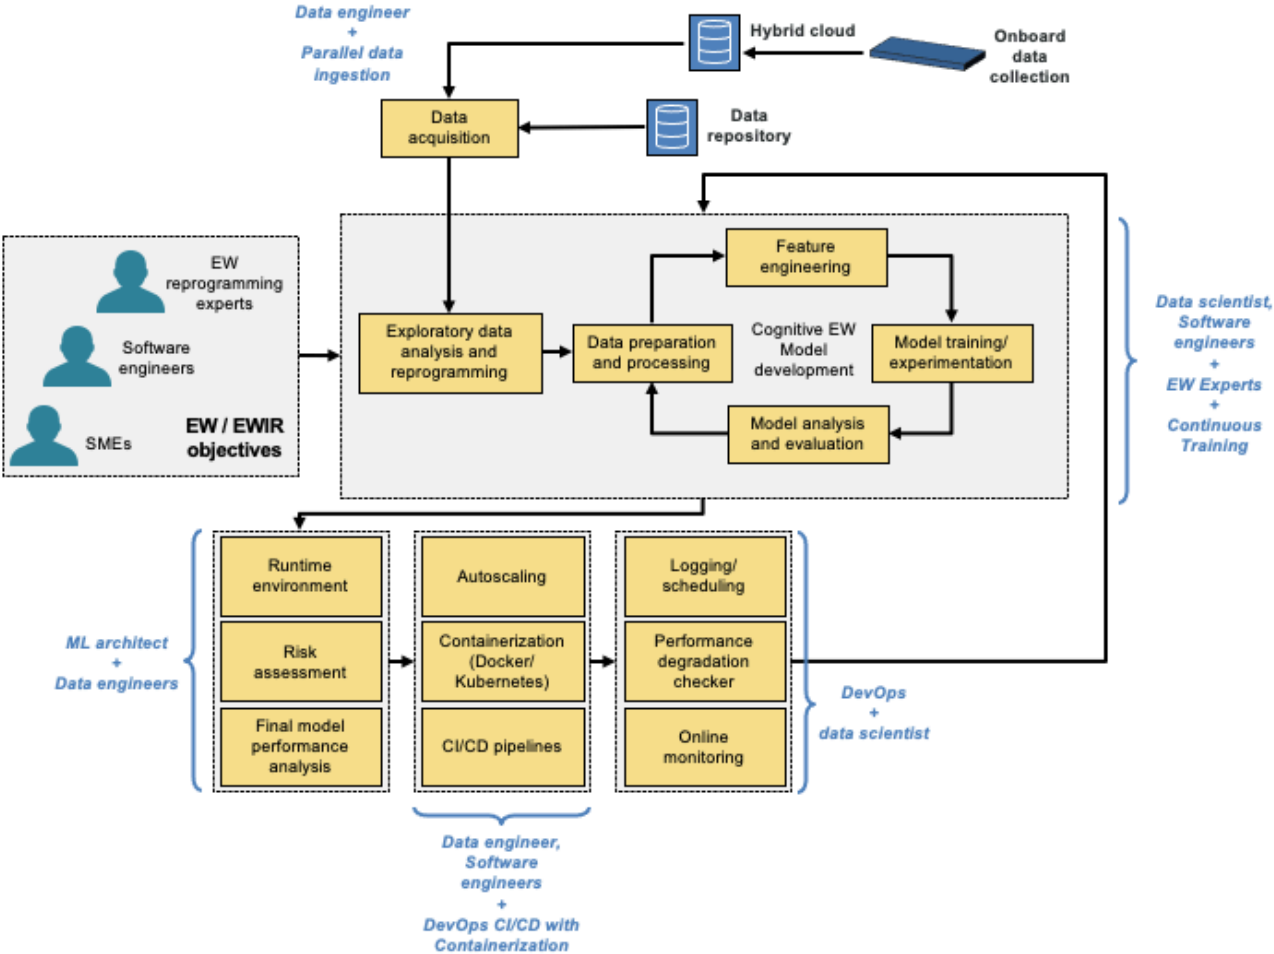 Data engineer
+
Parallel data
ingestion
Hybrid cloud
Onboard
data
collection
Data
acquisition
Data
repository
EW
reprogramming
experts
Software
engineers
SMEs
EW / EWIR
objectives
Feature
engineering
Exploratory data
analysis and
reprogramming
Data preparation
and processing
Cognitive EW
Model
development
Model training/
experimentation
Model analysis
and evaluation
Data scientist,
Software
engineers
+
EW Experts
+
Continuous
Training
ML architect
+
Data engineers
Runtime
environment
Risk
assessment
Final model
performance
analysis
Autoscaling
Containerization
(Docker/
Kubernetes)
CI/CD pipelines
Logging/
scheduling
Performance
degradation
checker
Online
monitoring
DevOps
+
data scientist
Data engineer,
Software
engineers
+
DevOps CI/CD with
Containerization